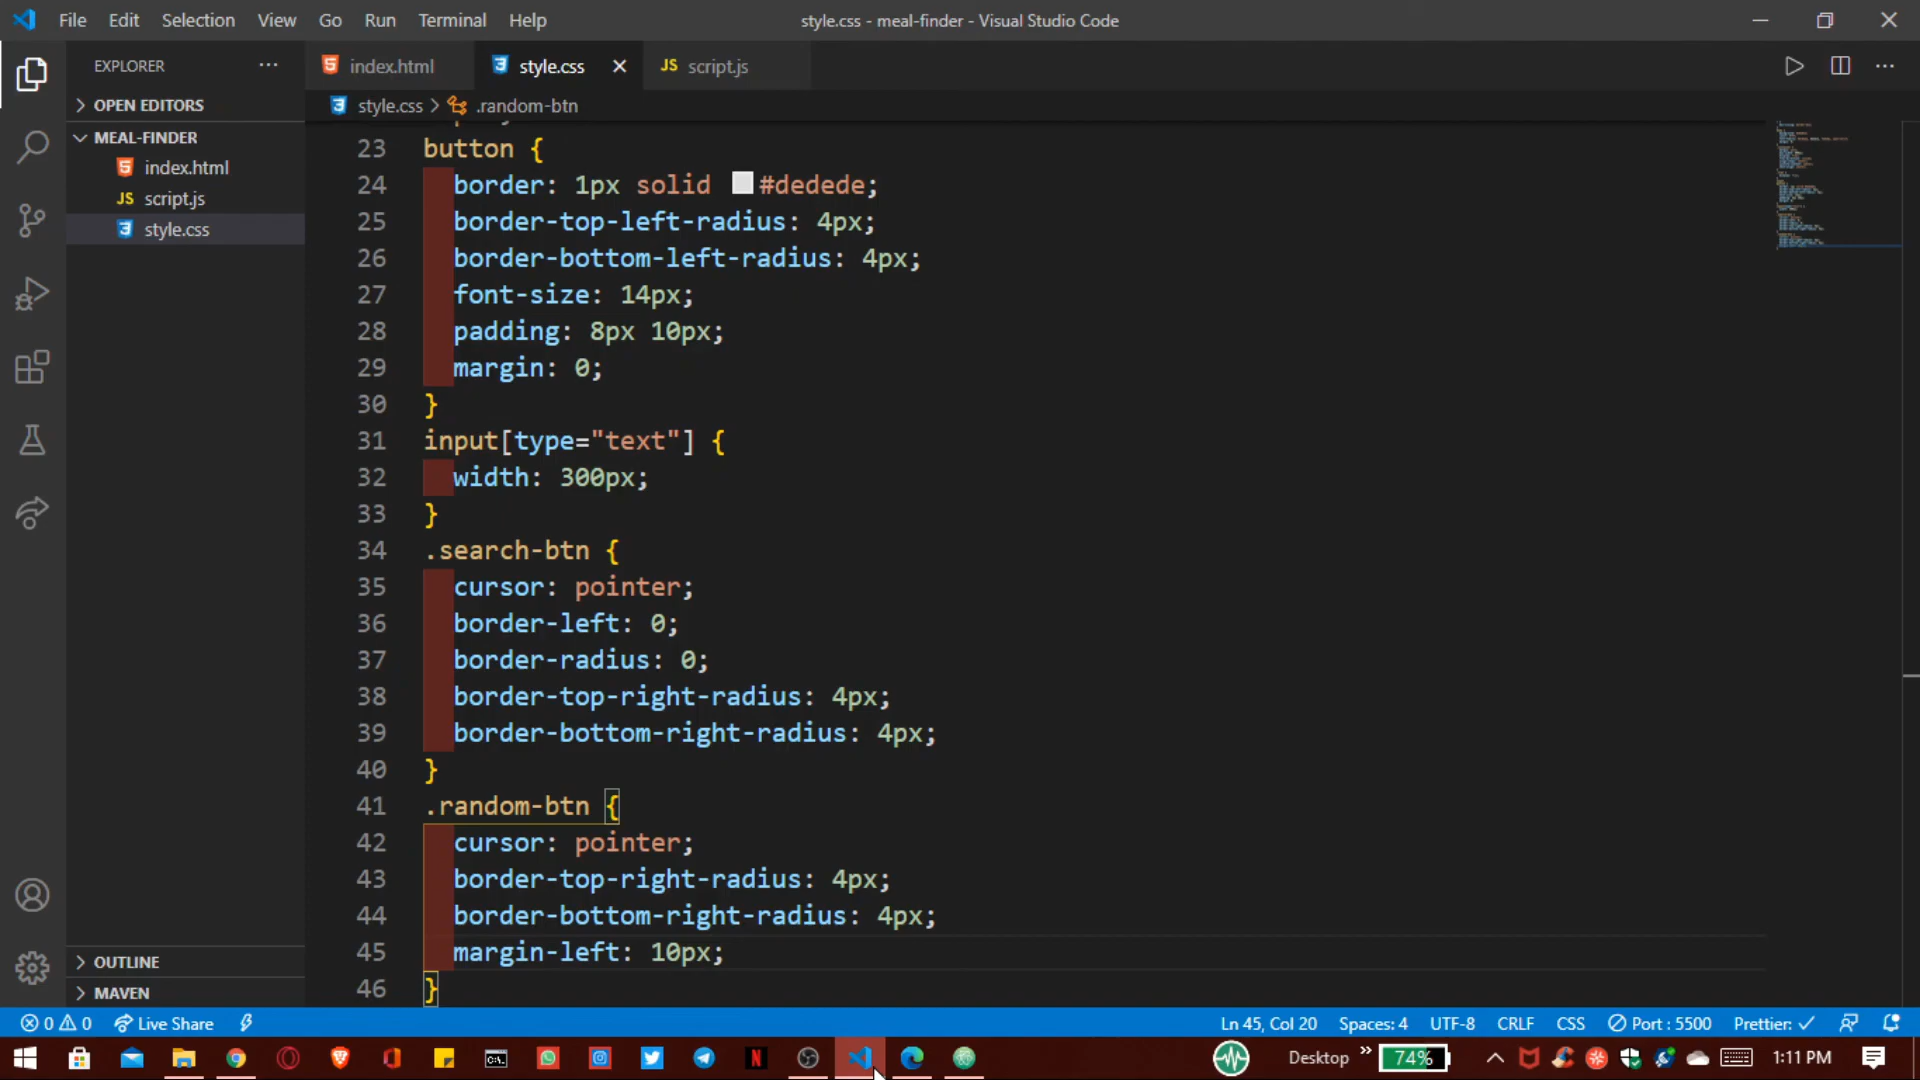 File Edit Selection View Go Run Terminal Help
style.css - meal-finder - Visual Studio Code
EXPLORER
index.html
style.css
JS script.js
OPEN EDITORS
style.css > .random-btn
MEAL-FINDER
index.html
JS script.js
style.css
23 button {
24 border: 1px solid #dedede;
25 border-top-left-radius: 4px;
26 border-bottom-left-radius: 4px;
27 font-size: 14px;
28 padding: 8px 10px;
29 margin: 0;
30 }
31 input[type="text"] {
32 width: 300px;
33 }
34 .search-btn {
35 cursor: pointer;
36 border-left: 0;
37 border-radius: 0;
38 border-top-right-radius: 4px;
39 border-bottom-right-radius: 4px;
40 }
41 .random-btn {
42 cursor: pointer;
43 border-top-right-radius: 4px;
44 border-bottom-right-radius: 4px;
45 margin-left: 10px;
46 }
OUTLINE
MAVEN
0 0 Live Share
Ln 45, Col 20 Spaces: 4 UTF-8 CRLF CSS Port : 5500 Prettier: ✓
Desktop » 74% 1:11 PM